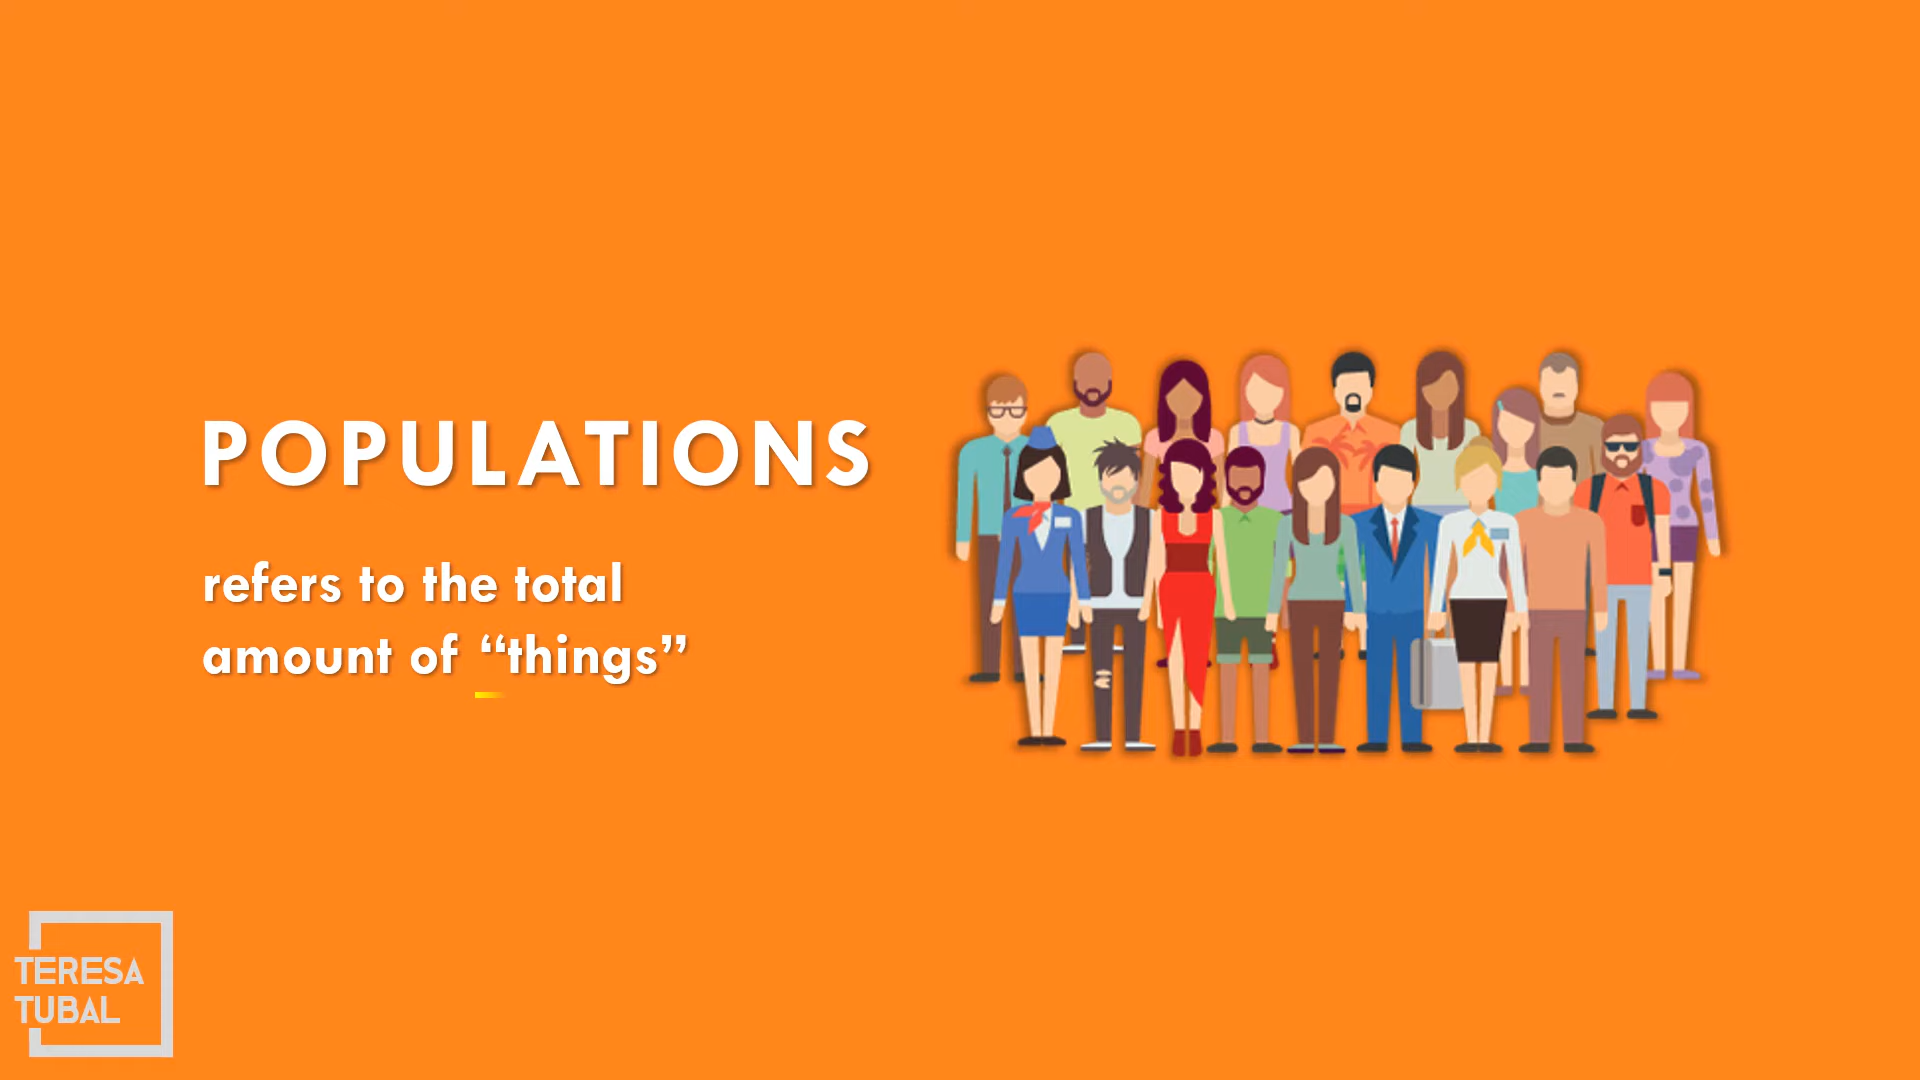 POPULATIONS
refers to the total
amount of “things”
TERESA
TUBAL